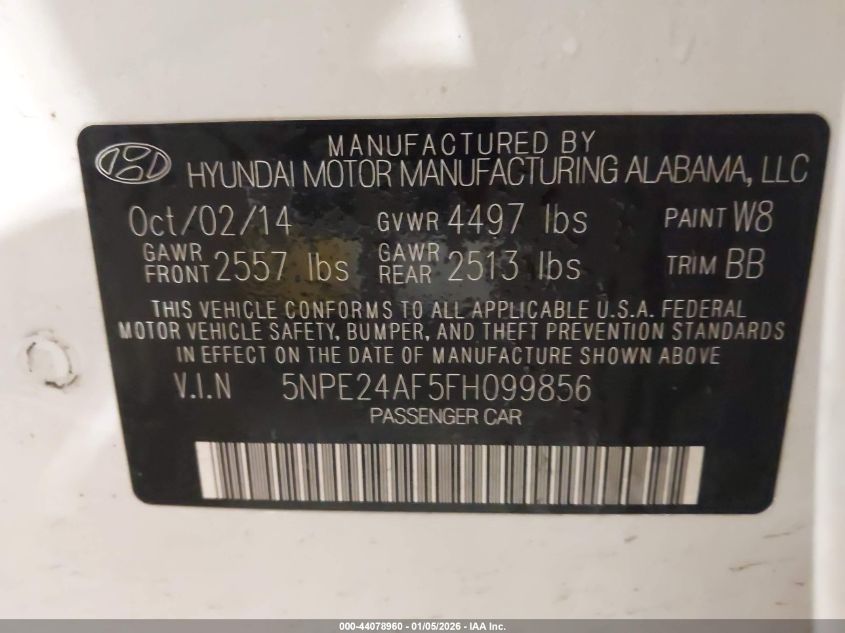 MANUFACTURED BY
HYUNDAI MOTOR MANUFACTURING ALABAMA, LLC
Oct/02/14 GVWR 4497 lbs PAINT W8
GAWR FRONT 2557 lbs GAWR REAR 2513 lbs TRIM BB
THIS VEHICLE CONFORMS TO ALL APPLICABLE U.S.A. FEDERAL
MOTOR VEHICLE SAFETY, BUMPER, AND THEFT PREVENTION STANDARDS
IN EFFECT ON THE DATE OF MANUFACTURE SHOWN ABOVE
V.I.N 5NPE24AF5FH099856
PASSENGER CAR
000-44078960 - 01/05/2026 - IAA Inc.